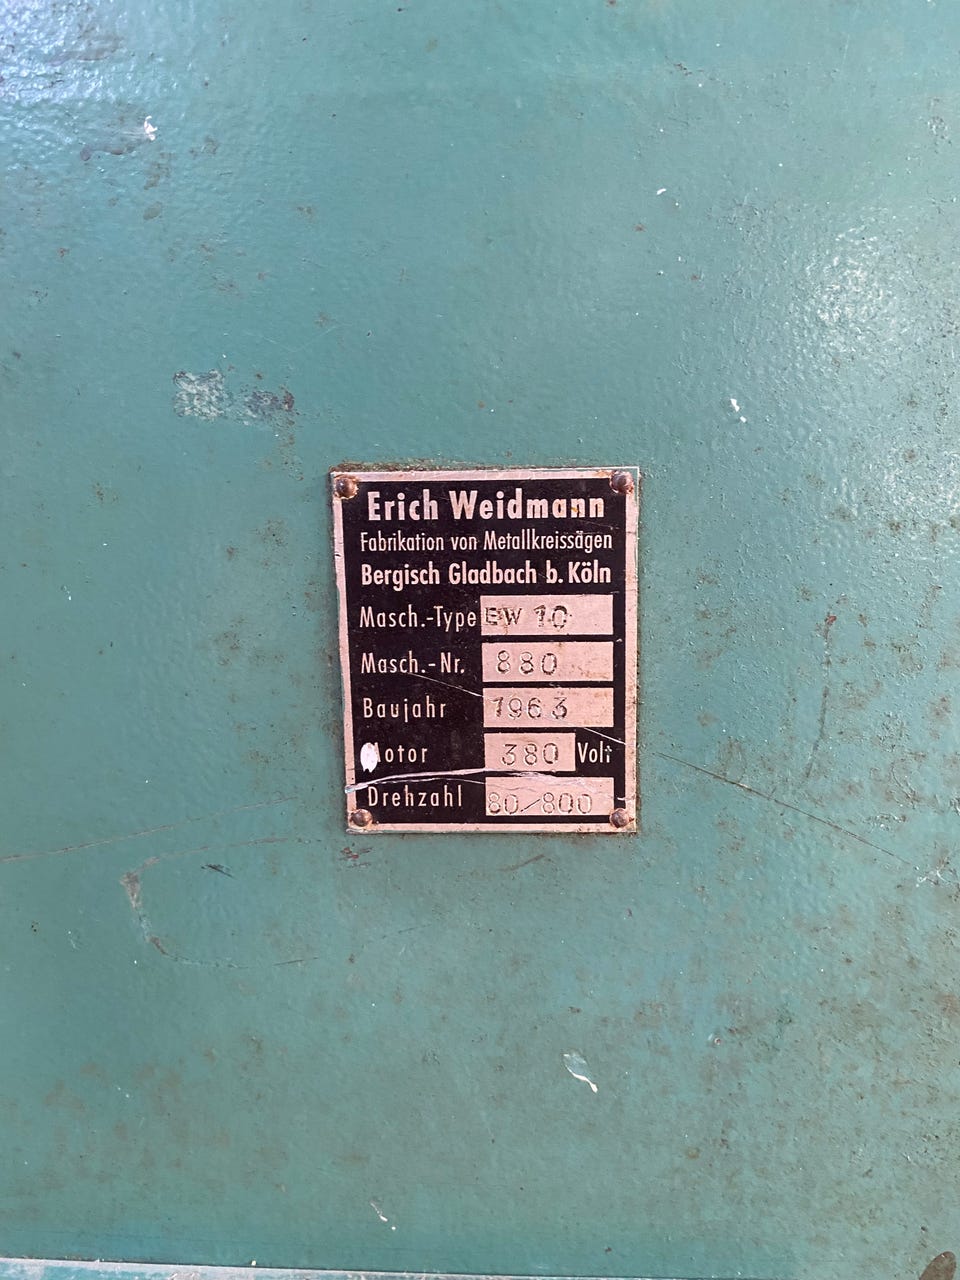 Erich Weidmann
Fabrikation von Metallkreissägen
Bergisch Gladbach b. Köln
Masch.-Type EW 10
Masch.-Nr. 880
Baujahr 1963
Motor 380 Volt
Drehzahl 80/800